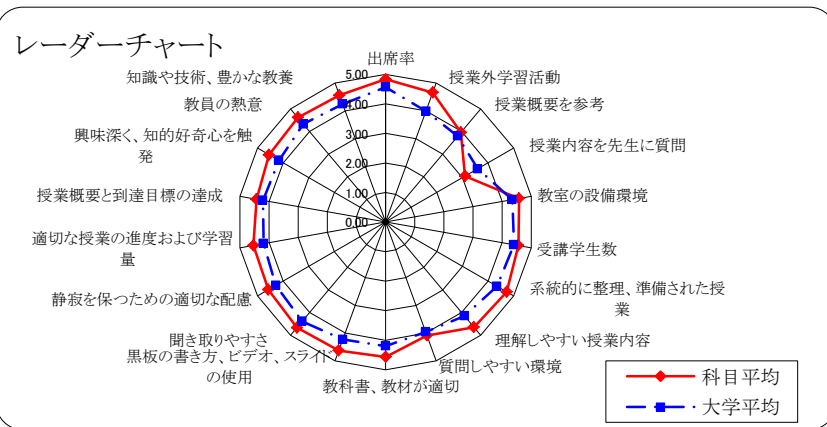 レーダーチャート
出席率
授業外学習活動
授業概要を参考
授業内容を先生に質問
教室の設備環境
受講学生数
系統的に整理、準備された授
業
理解しやすい授業内容
質問しやすい環境
教科書、教材が適切
黒板の書き方、ビデオ、スライド
の使用
聞き取りやすさ
静寂を保つための適切な配慮
適切な授業の進度および学習
量
授業概要と到達目標の達成
興味深く、知的好奇心を触
発
教員の熱意
知識や技術、豊かな教養
5.00
4.00
3.00
2.00
1.00
0.00
科目平均
大学平均